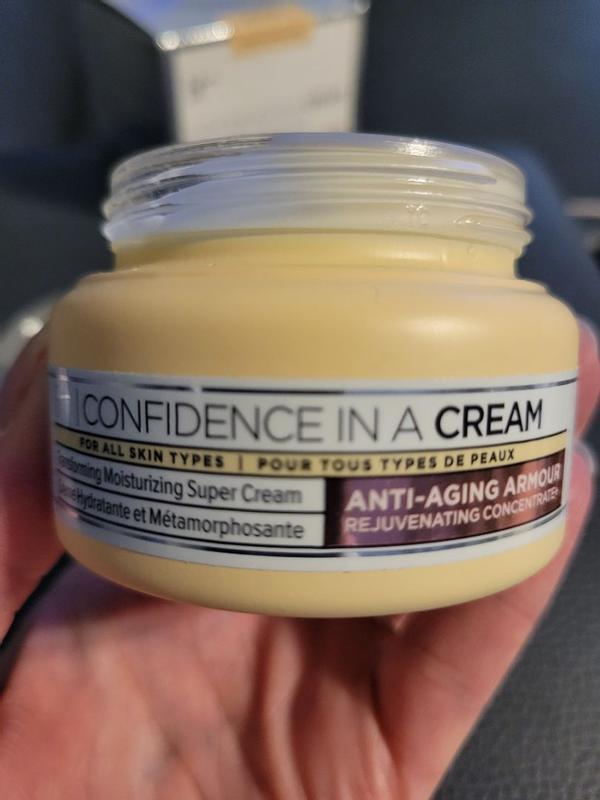 CONFIDENCE IN A CREAM
FOR ALL SKIN TYPES | POUR TOUS TYPES DE PEAUX
Transforming Moisturizing Super Cream
Hydratante et Métamorphosante
ANTI-AGING ARMOUR
REJUVENATING CONCENTRATE